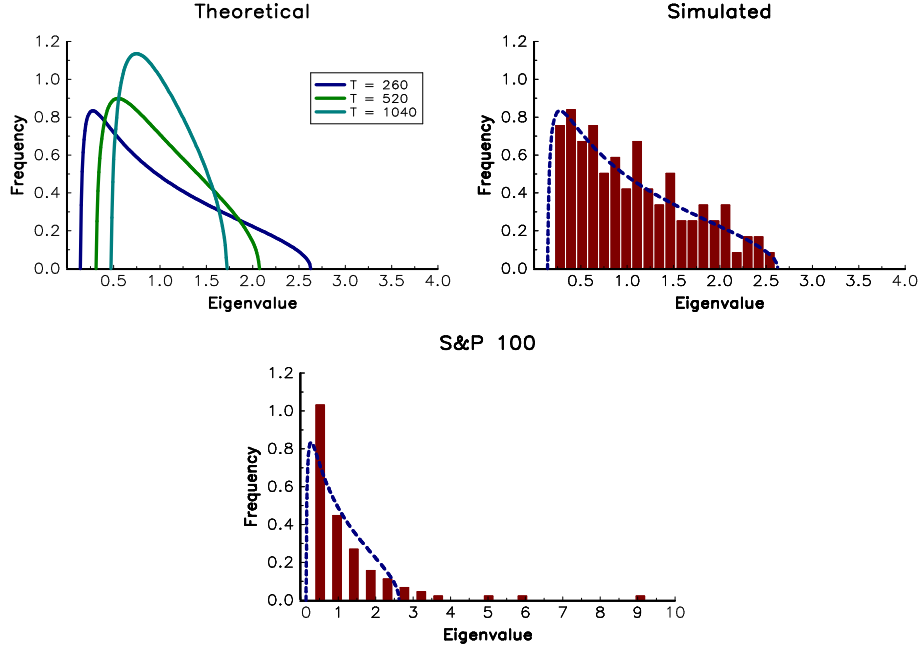 Theoretical
Frequency
1.2
1.0
0.8
0.6
0.4
0.2
0.0
0.5 1.0 1.5 2.0 2.5 3.0 3.5 4.0
Eigenvalue
T = 260
T = 520
T = 1040
Simulated
Frequency
1.2
1.0
0.8
0.6
0.4
0.2
0.0
0.5 1.0 1.5 2.0 2.5 3.0 3.5 4.0
Eigenvalue
S&P 100
Frequency
1.2
1.0
0.8
0.6
0.4
0.2
0.0
0 1 2 3 4 5 6 7 8 9 10
Eigenvalue